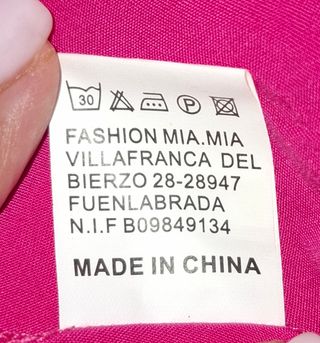 30 P
FASHION MIA.MIA
VILLAFRANCA DEL
BIERZO 28-28947
FUENLABRADA
N.I.F B09849134
MADE IN CHINA